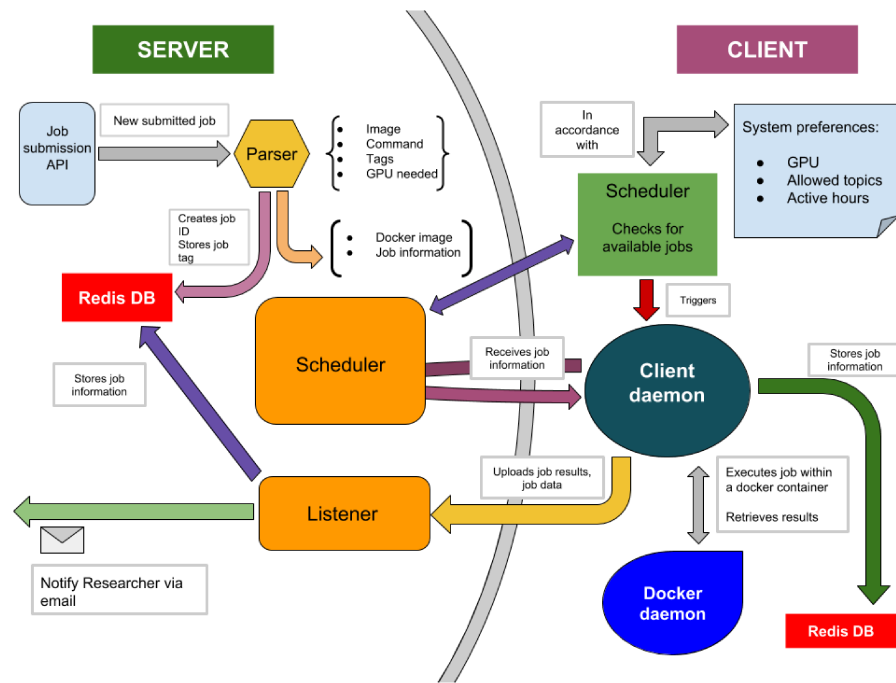 SERVER
CLIENT
Job
submission
API
New submitted job
Parser
Image
Command
Tags
GPU needed
In
accordance
with
System preferences:
GPU
Allowed topics
Active hours
Scheduler
Checks for
available jobs
Creates job
ID
Stores job
tag
Docker image
Job information
Redis DB
Triggers
Scheduler
Receives job
information
Client
daemon
Stores job
information
Stores job
information
Uploads job results,
job data
Executes job within
a docker container
Retrieves results
Listener
Notify Researcher via
email
Docker
daemon
Redis DB